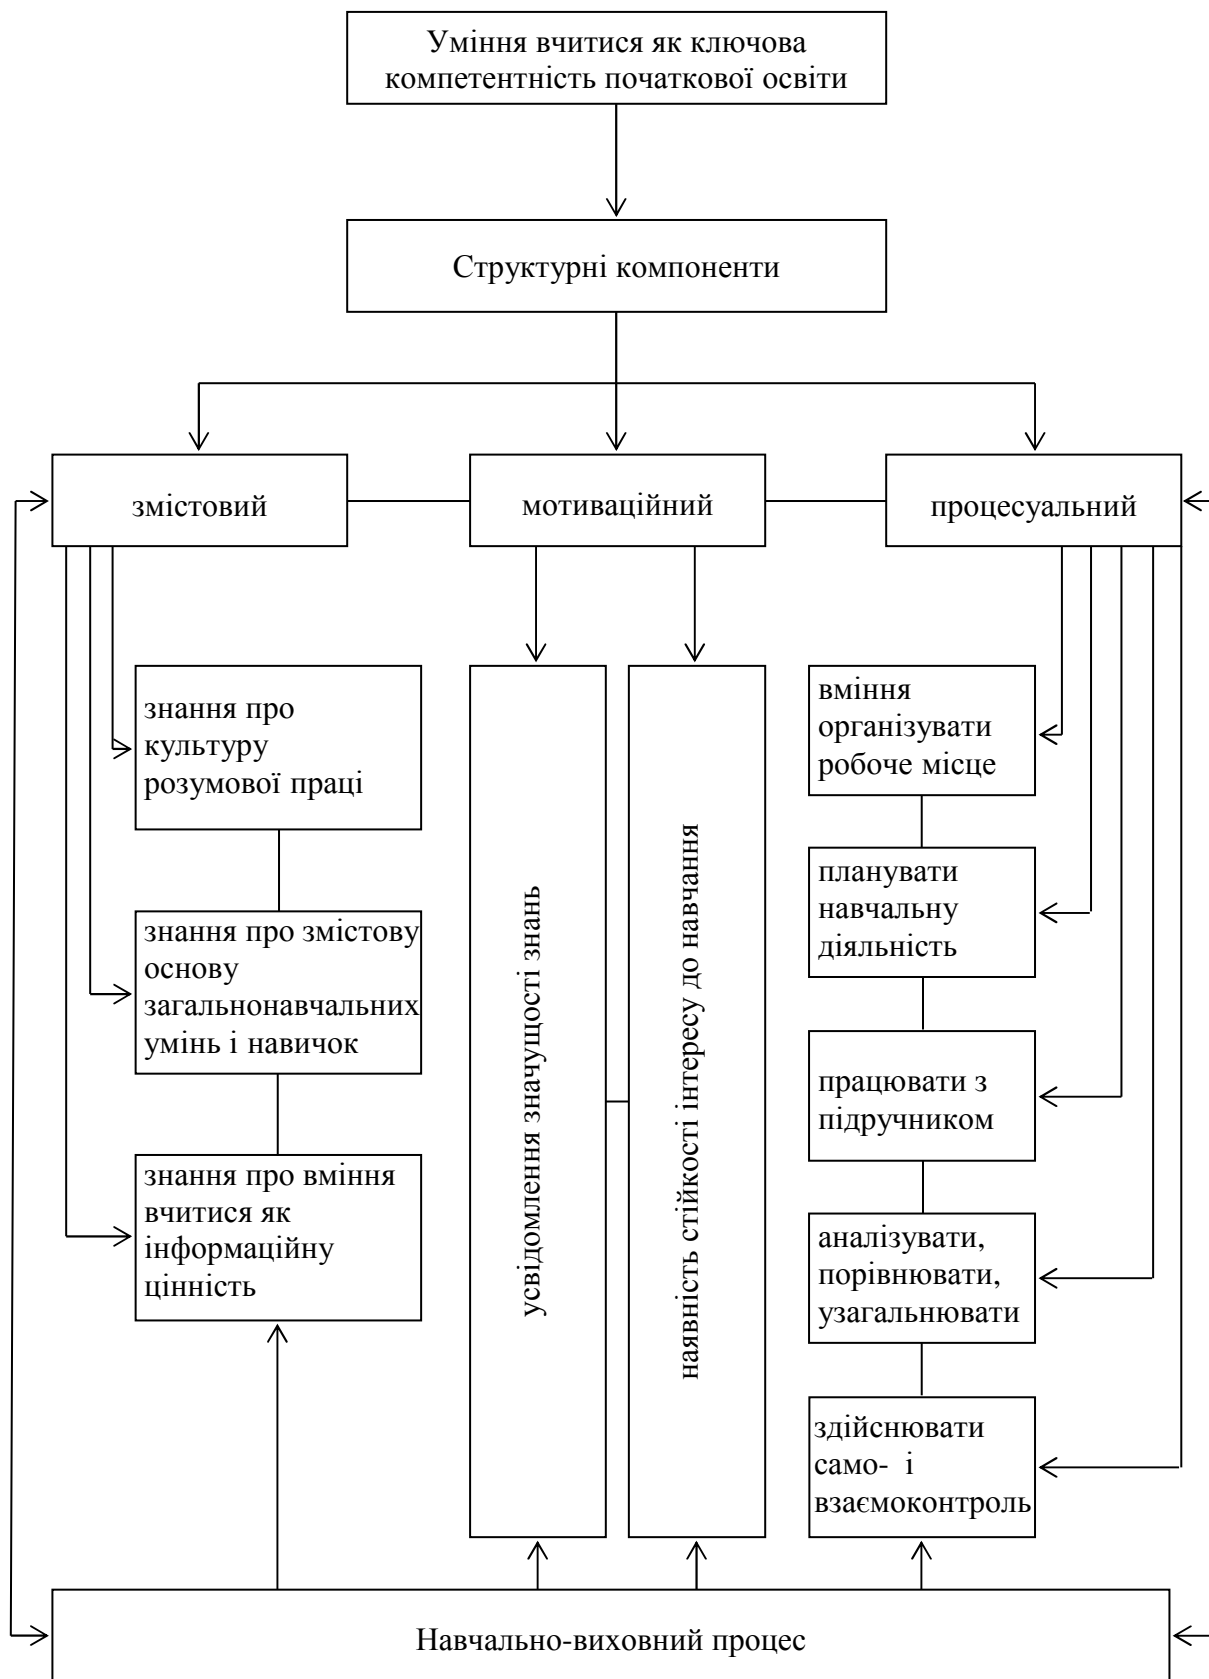 Уміння вчитися як ключова
компетентність початкової освіти
Структурні компоненти
змістовий
мотиваційний
процесуальний
знання про
культуру
розумової праці
знання про змістову
основу
загальнонавчальних
умінь і навичок
знання про вміння
вчитися як
інформаційну
цінність
усвідомлення значущості знань
наявність стійкості інтересу до навчання
вміння
організувати
робоче місце
планувати
навчальну
діяльність
працювати з
підручником
аналізувати,
порівнювати,
узагальнювати
здійснювати
само- і
взаємоконтроль
Навчально-виховний процес